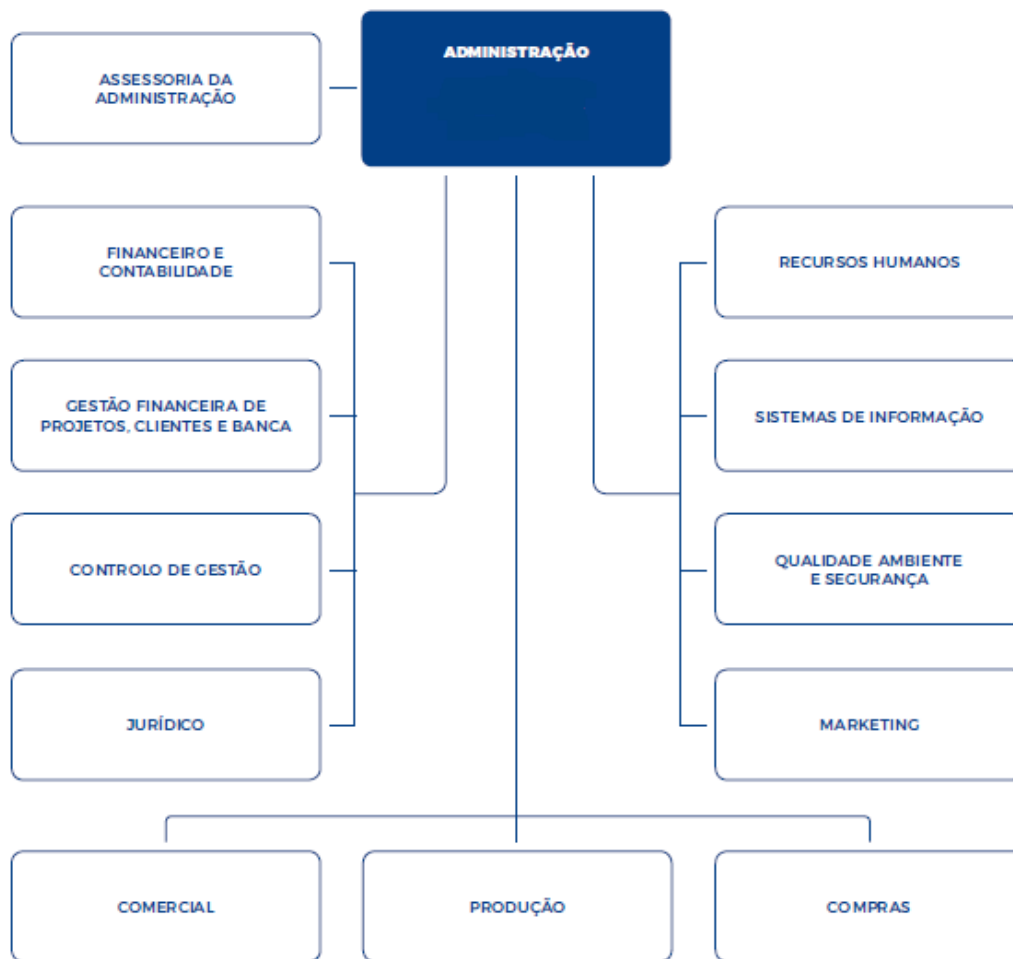 ADMINISTRAÇÃO
ASSESSORIA DA
ADMINISTRAÇÃO
FINANCEIRO E
CONTABILIDADE
RECURSOS HUMANOS
GESTÃO FINANCEIRA DE
PROJETOS, CLIENTES E BANCA
SISTEMAS DE INFORMAÇÃO
CONTROLO DE GESTÃO
QUALIDADE AMBIENTE
E SEGURANÇA
JURÍDICO
MARKETING
COMERCIAL
PRODUÇÃO
COMPRAS